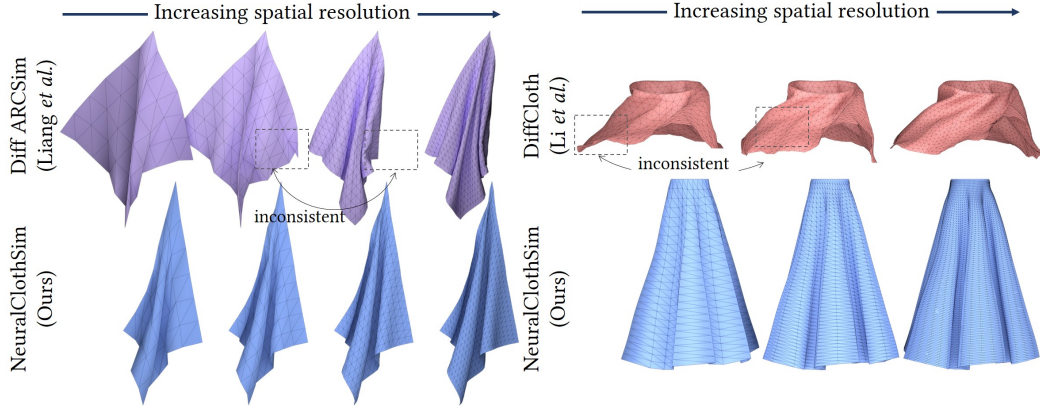 Increasing spatial resolution
Diff ARCSim
(Liang et al.)
inconsistent
NeuralClothSim
(Ours)
Increasing spatial resolution
DiffCloth
(Li et al.)
inconsistent
NeuralClothSim
(Ours)